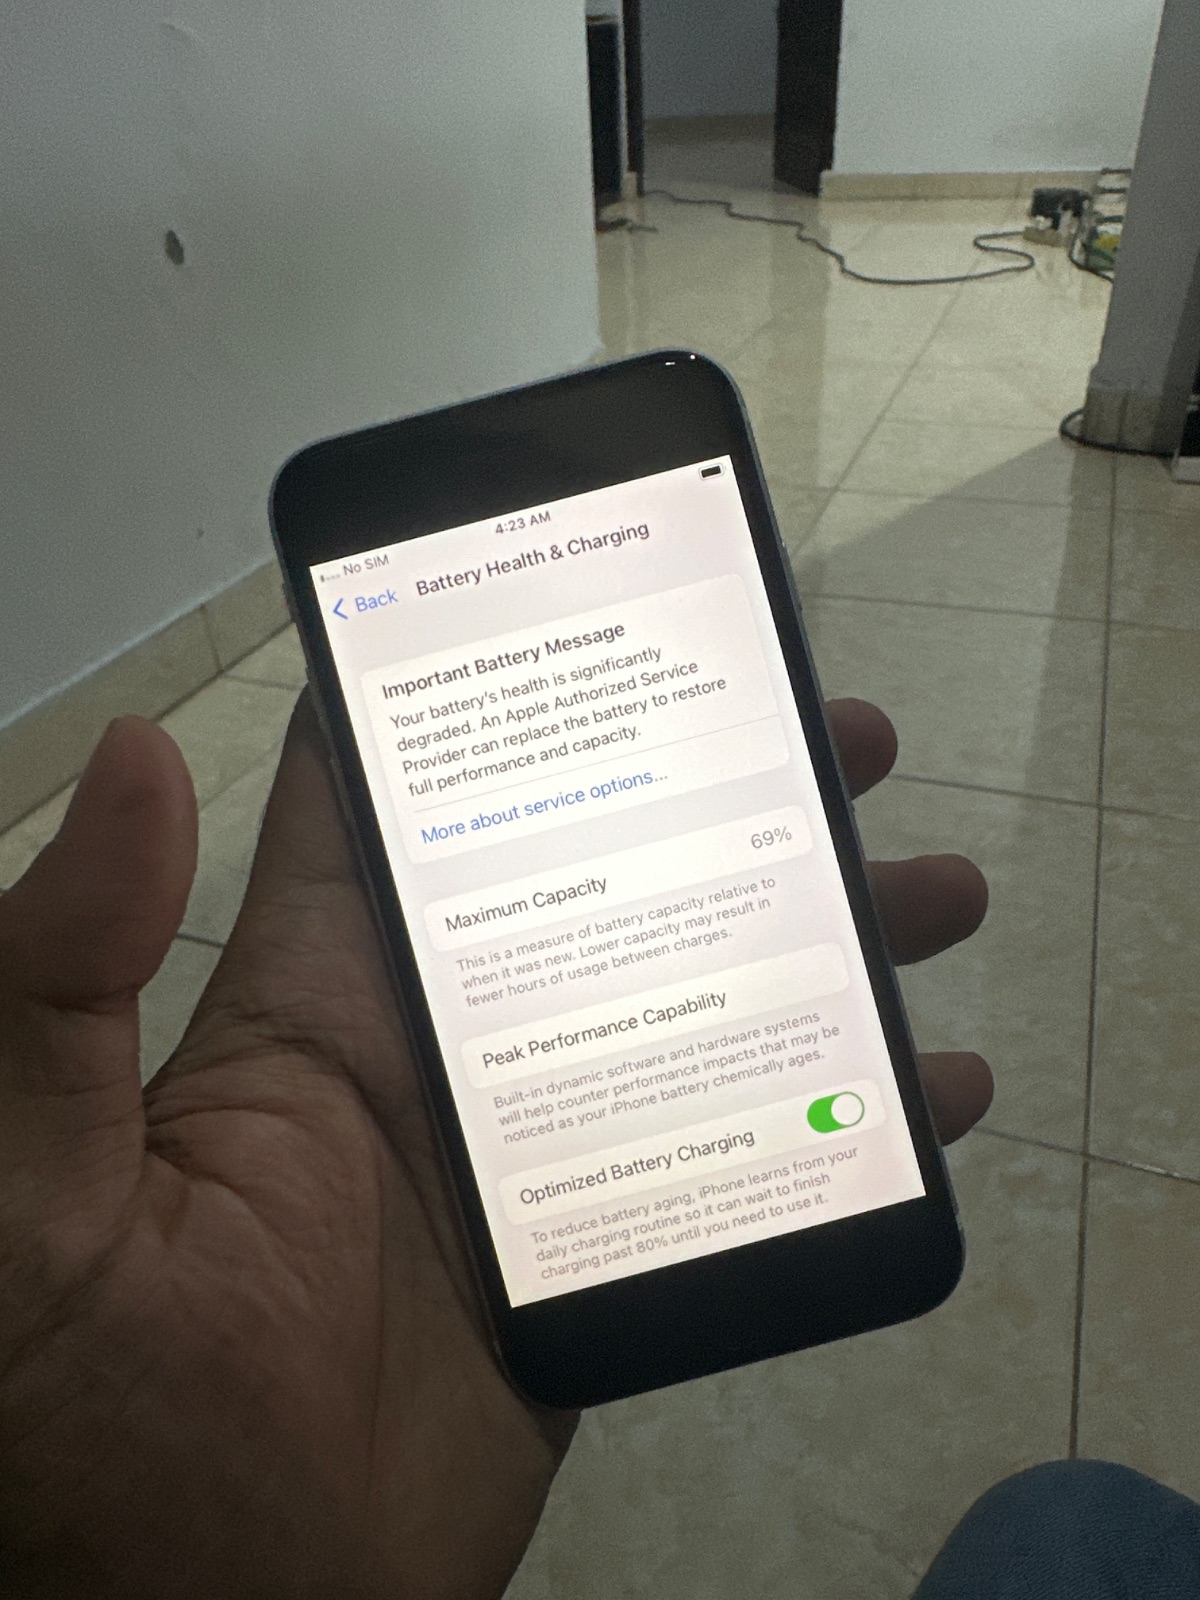 No SIM
4:23 AM
Back
Battery Health & Charging
Important Battery Message
Your battery's health is significantly
degraded. An Apple Authorized Service
Provider can replace the battery to restore
full performance and capacity.
More about service options...
Maximum Capacity 69%
This is a measure of battery capacity relative to
when it was new. Lower capacity may result in
fewer hours of usage between charges.
Peak Performance Capability
Built-in dynamic software and hardware systems
will help counter performance impacts that may be
noticed as your iPhone battery chemically ages.
Optimized Battery Charging
To reduce battery aging, iPhone learns from your
daily charging routine so it can wait to finish
charging past 80% until you need to use it.